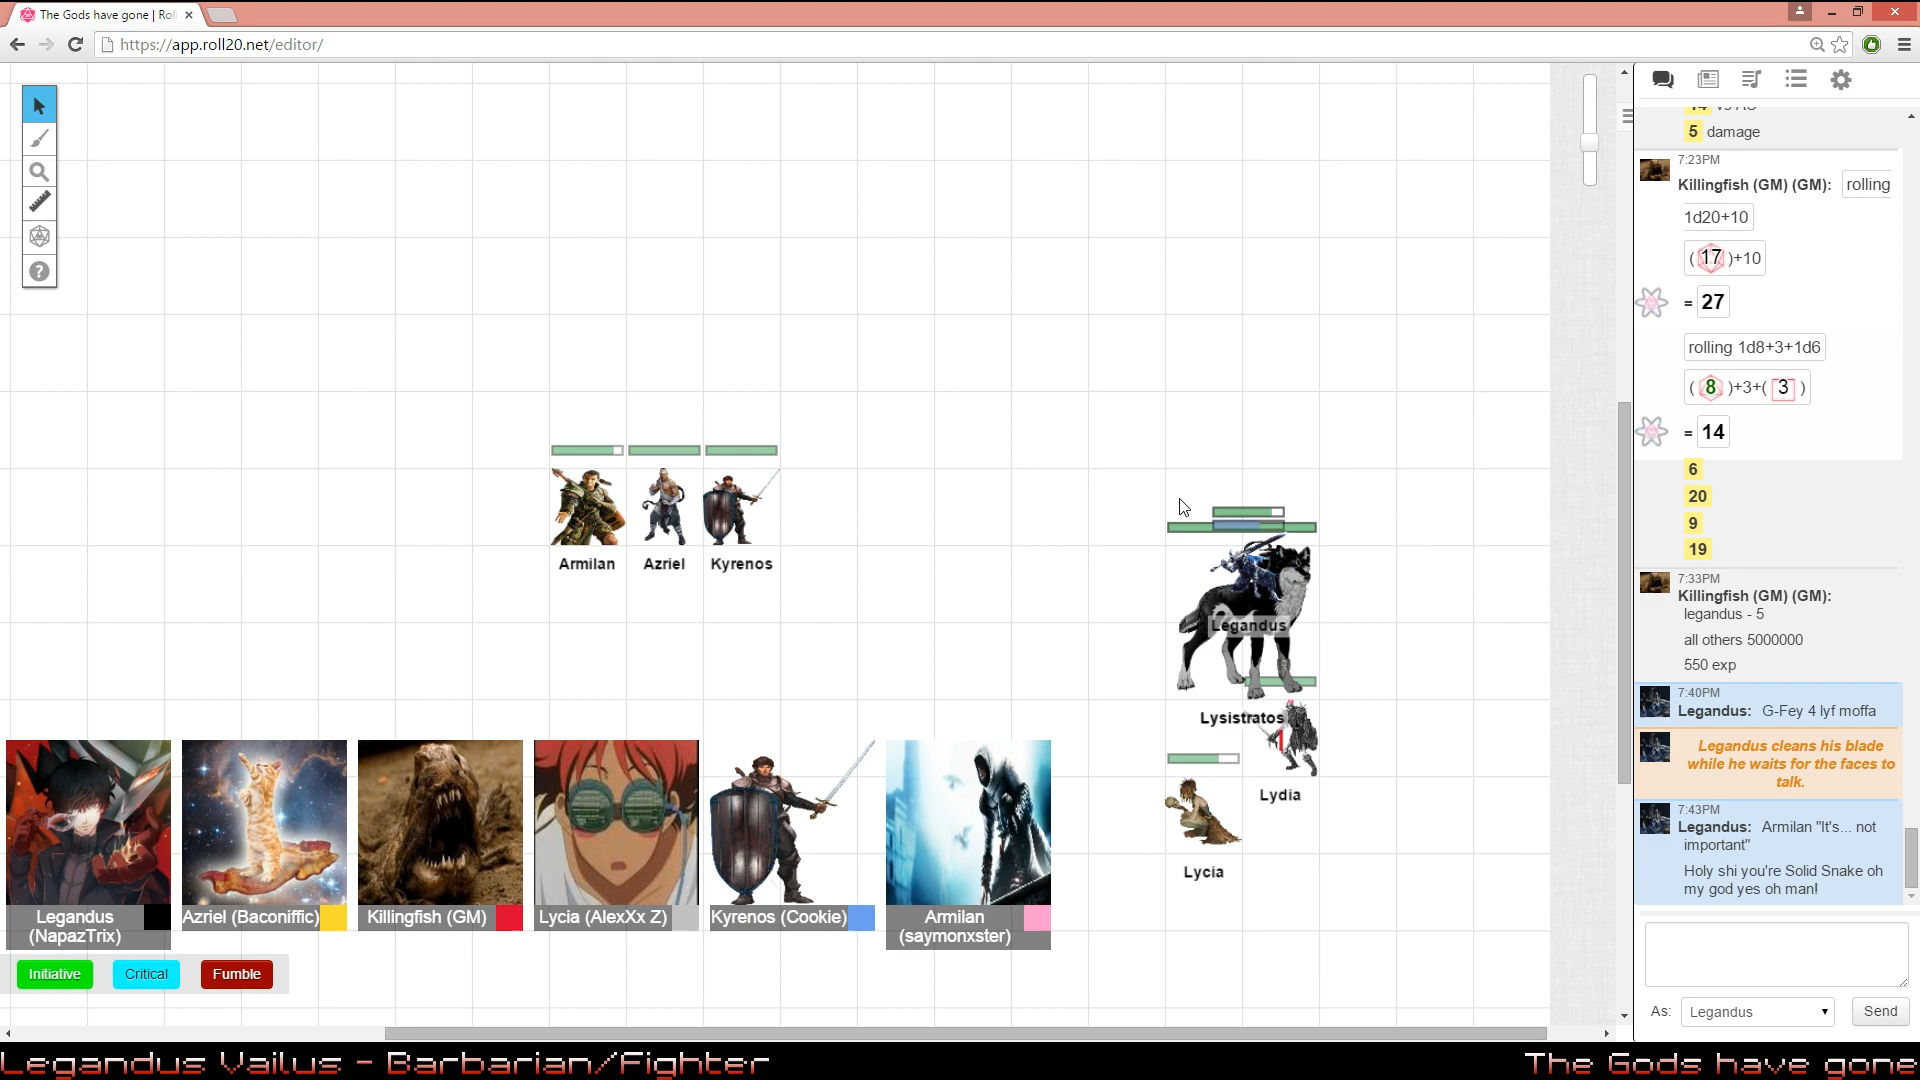 The Gods have gone | Rol
https://app.roll20.net/editor/
5 damage
7:23PM
Killingfish (GM) (GM): rolling
1d20+10
(17)+10
= 27
rolling 1d8+3+1d6
(8)+3+(3)
= 14
6
20
9
19
7:33PM
Killingfish (GM) (GM):
legandus - 5
all others 5000000
550 exp
7:40PM
Legandus: G-Fey 4 lyf moffa
Legandus cleans his blade
while he waits for the faces to
talk.
7:43PM
Legandus: Armilan "It's... not
important"
Holy shi you're Solid Snake oh
my god yes oh man!
As: Legandus
Send
Armilan
Azriel
Kyrenos
Legandus
Lysistratos
Lydia
Lycia
Legandus
(NapazTrix)
Azriel (Baconiffic)
Killingfish (GM)
Lycia (AlexXx Z)
Kyrenos (Cookie)
Armilan
(saymonxster)
Initiative
Critical
Fumble
Legandus Vailus - Barbarian/Fighter
The Gods have gone